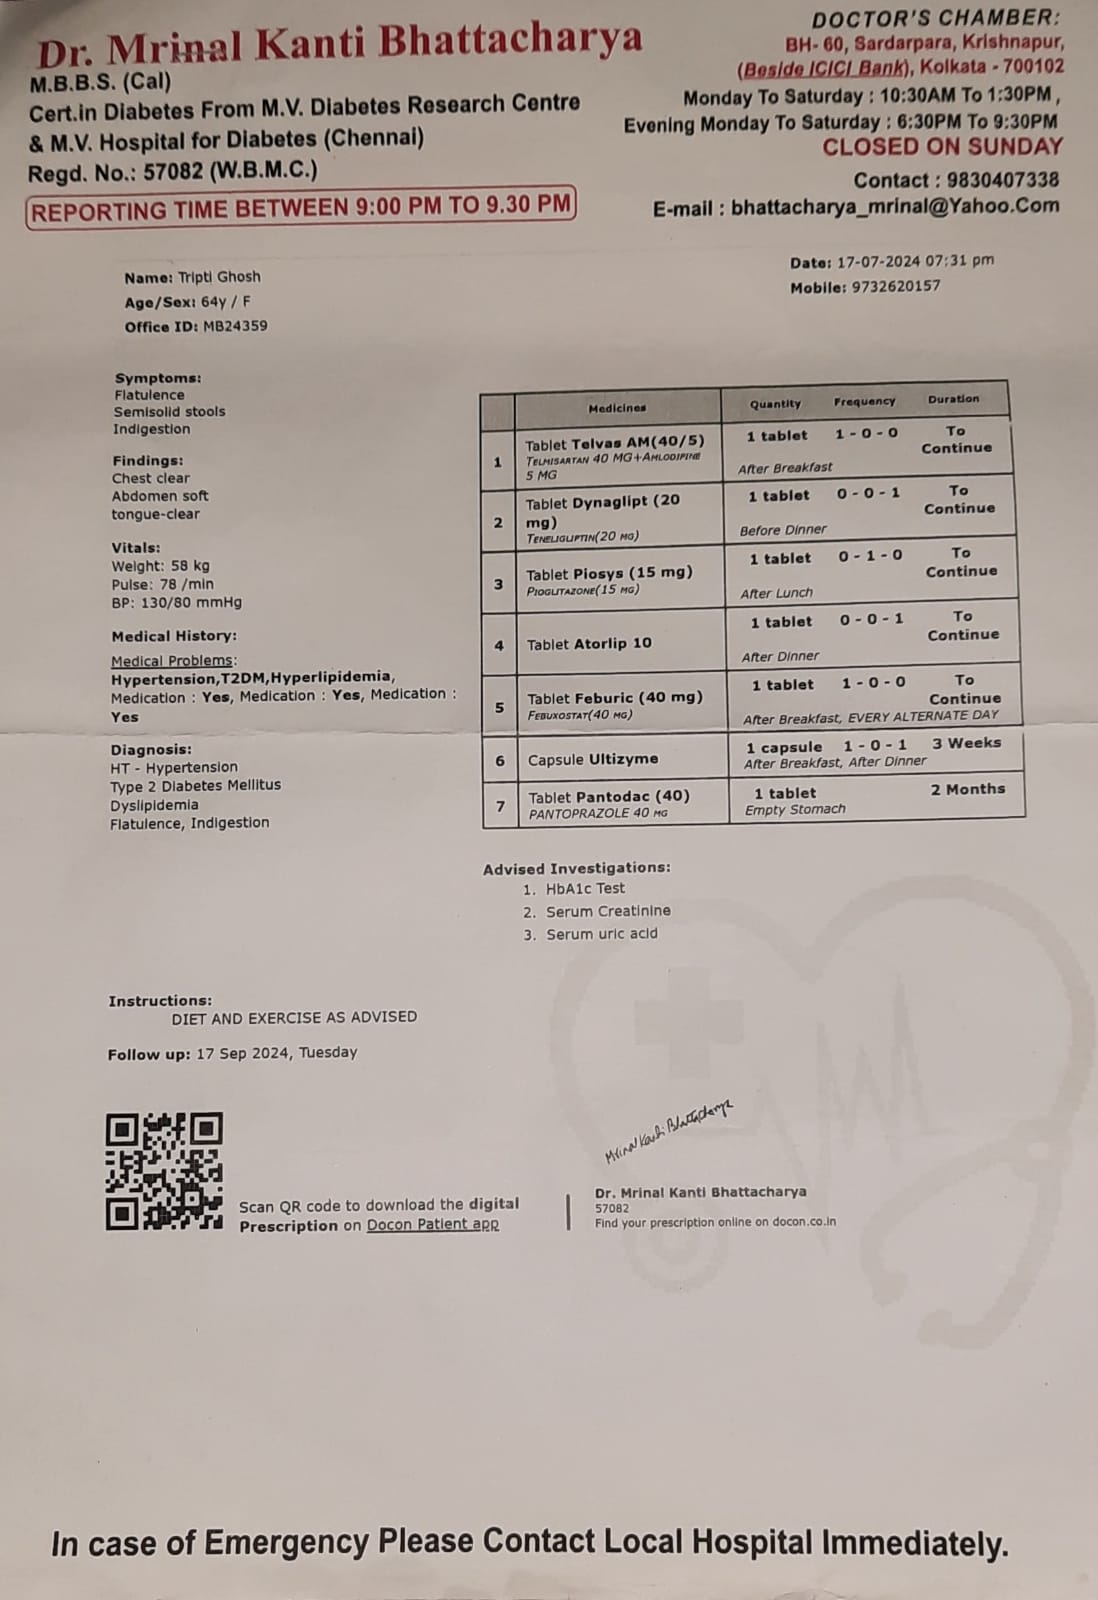 Dr. Mrinal Kanti Bhattacharya
M.B.B.S. (Cal)
Cert.in Diabetes From M.V. Diabetes Research Centre
& M.V. Hospital for Diabetes (Chennai)
Regd. No.: 57082 (W.B.M.C.)
REPORTING TIME BETWEEN 9:00 PM TO 9.30 PM
DOCTOR'S CHAMBER:
BH- 60, Sardarpara, Krishnapur,
(Beside ICICI Bank), Kolkata - 700102
Monday To Saturday : 10:30AM To 1:30PM ,
Evening Monday To Saturday : 6:30PM To 9:30PM
CLOSED ON SUNDAY
Contact : 9830407338
E-mail : bhattacharya_mrinal@Yahoo.Com
Name: Tripti Ghosh
Age/Sex: 64y / F
Office ID: MB24359
Date: 17-07-2024 07:31 pm
Mobile: 9732620157
Symptoms:
Flatulence
Semisolid stools
Indigestion
Findings:
Chest clear
Abdomen soft
tongue-clear
Vitals:
Weight: 58 kg
Pulse: 78 /min
BP: 130/80 mmHg
Medical History:
Medical Problems:
Hypertension,T2DM,Hyperlipidemia,
Medication : Yes, Medication : Yes, Medication :
Yes
Diagnosis:
HT - Hypertension
Type 2 Diabetes Mellitus
Dyslipidemia
Flatulence, Indigestion
Medicines Quantity Frequency Duration
1 Tablet Telvas AM(40/5) 1 tablet 1 - 0 - 0 To
Continue
TELMISARTAN 40 MG+AMLODIPINE
5 MG After Breakfast
2 Tablet Dynaglipt (20 1 tablet 0 - 0 - 1 To
mg) Continue
TENELIGLIPTIN(20 MG) Before Dinner
3 Tablet Piosys (15 mg) 1 tablet 0 - 1 - 0 To
Continue
PIOGLITAZONE(15 MG) After Lunch
4 Tablet Atorlip 10 1 tablet 0 - 0 - 1 To
Continue
After Dinner
5 Tablet Feburic (40 mg) 1 tablet 1 - 0 - 0 To
Continue
FEBUXOSTAT(40 MG) After Breakfast, EVERY ALTERNATE DAY
6 Capsule Ultizyme 1 capsule 1 - 0 - 1 3 Weeks
After Breakfast, After Dinner
7 Tablet Pantodac (40) 1 tablet 2 Months
PANTOPRAZOLE 40 MG Empty Stomach
Advised Investigations:
1. HbA1c Test
2. Serum Creatinine
3. Serum uric acid
Instructions:
DIET AND EXERCISE AS ADVISED
Follow up: 17 Sep 2024, Tuesday
Mrinal Kanti Bhattacharya
Scan QR code to download the digital
Prescription on Docon Patient app
Dr. Mrinal Kanti Bhattacharya
57082
Find your prescription online on docon.co.in
In case of Emergency Please Contact Local Hospital Immediately.